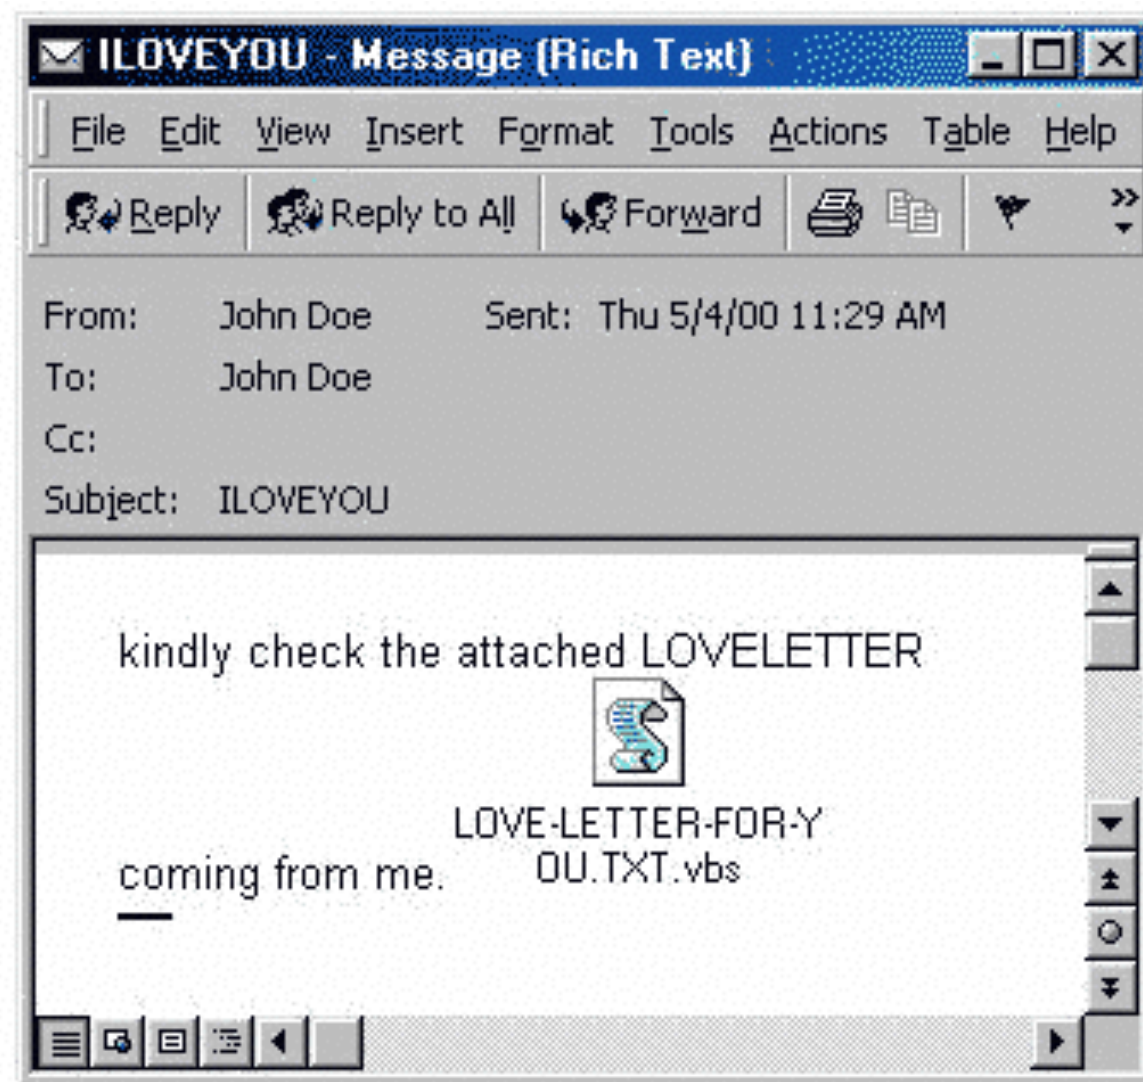 ILOVEYOU - Message (Rich Text)
File Edit View Insert Format Tools Actions Table Help
Reply Reply to All Forward
From: John Doe Sent: Thu 5/4/00 11:29 AM
To: John Doe
Cc:
Subject: ILOVEYOU
kindly check the attached LOVELETTER
LOVE-LETTER-FOR-Y
OU.TXT.vbs
coming from me.